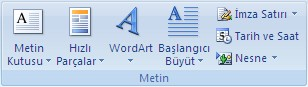 Metin Kutusu
Hızlı Parçalar
WordArt
Başlangıcı Büyüt
İmza Satırı
Tarih ve Saat
Nesne
Metin